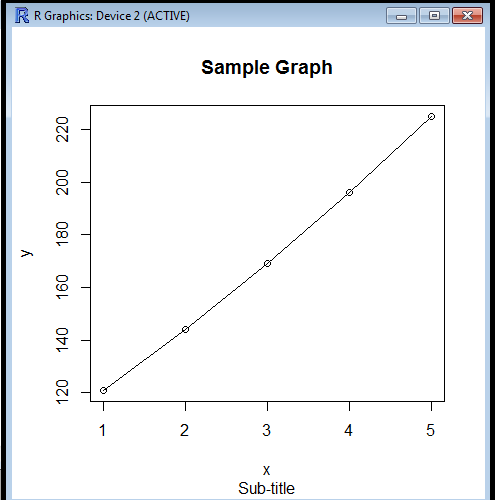 R Graphics: Device 2 (ACTIVE)
Sample Graph
220
200
180
160
140
120
y
1 2 3 4 5
x
Sub-title